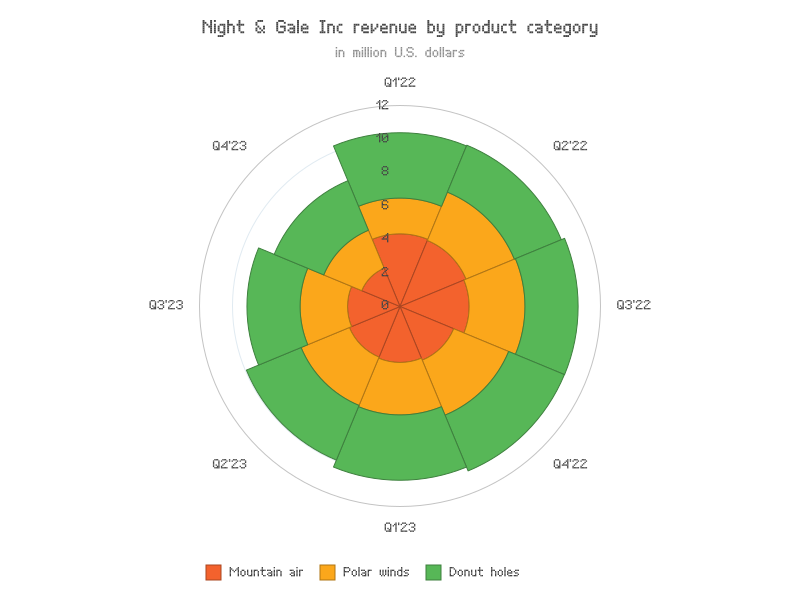 Night & Gale Inc revenue by product category
in million U.S. dollars
Q1'22
12
10
8
6
4
2
0
Q2'22
Q3'22
Q4'22
Q1'23
Q2'23
Q3'23
Q4'23
Mountain air
Polar winds
Donut holes